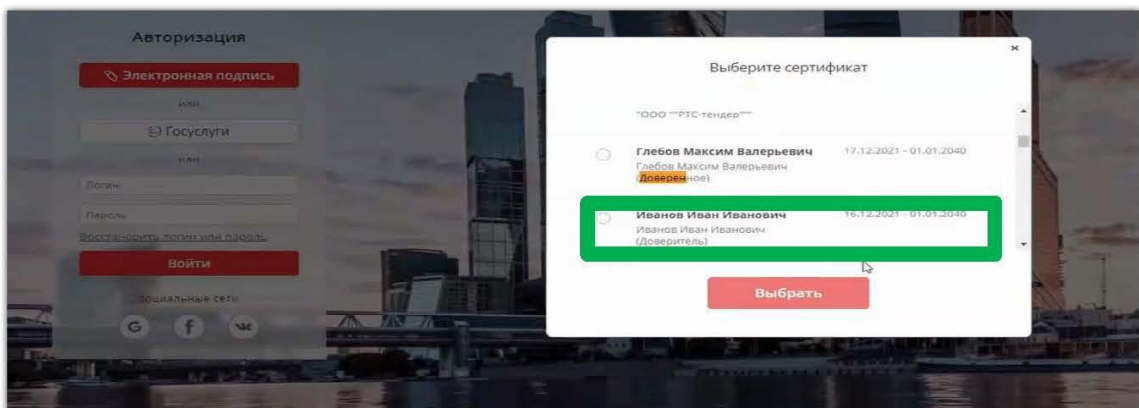 Авторизация
Электронная подпись
или
Госуслуги
или
Логин
Пароль
Восстановить логин или пароль
Войти
Социальные сети
G f
Выберите сертификат
"ООО ""РТС-тендер"""
Глебов Максим Валерьевич 17.12.2021 - 01.01.2040
Глебов Максим Валерьевич
(Доверенное)
Иванов Иван Иванович 16.12.2021 - 01.01.2040
Иванов Иван Иванович
(Доверитель)
Выбрать